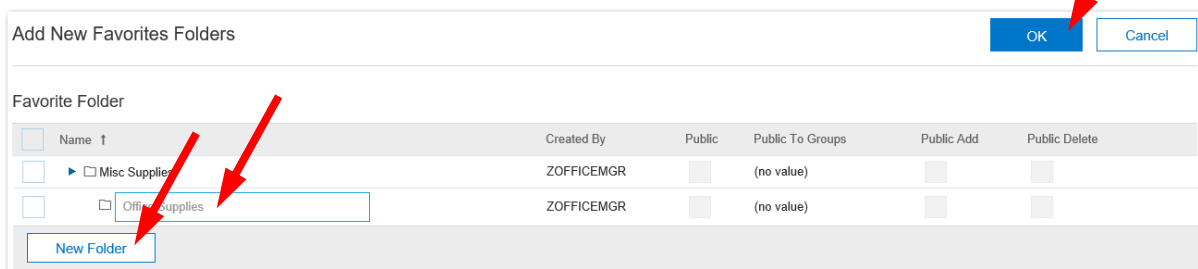 Add New Favorites Folders OK Cancel
Favorite Folder
Name ↑ Created By Public Public To Groups Public Add Public Delete
Misc Supplies ZOFFICEMGR (no value)
Office Supplies ZOFFICEMGR (no value)
New Folder